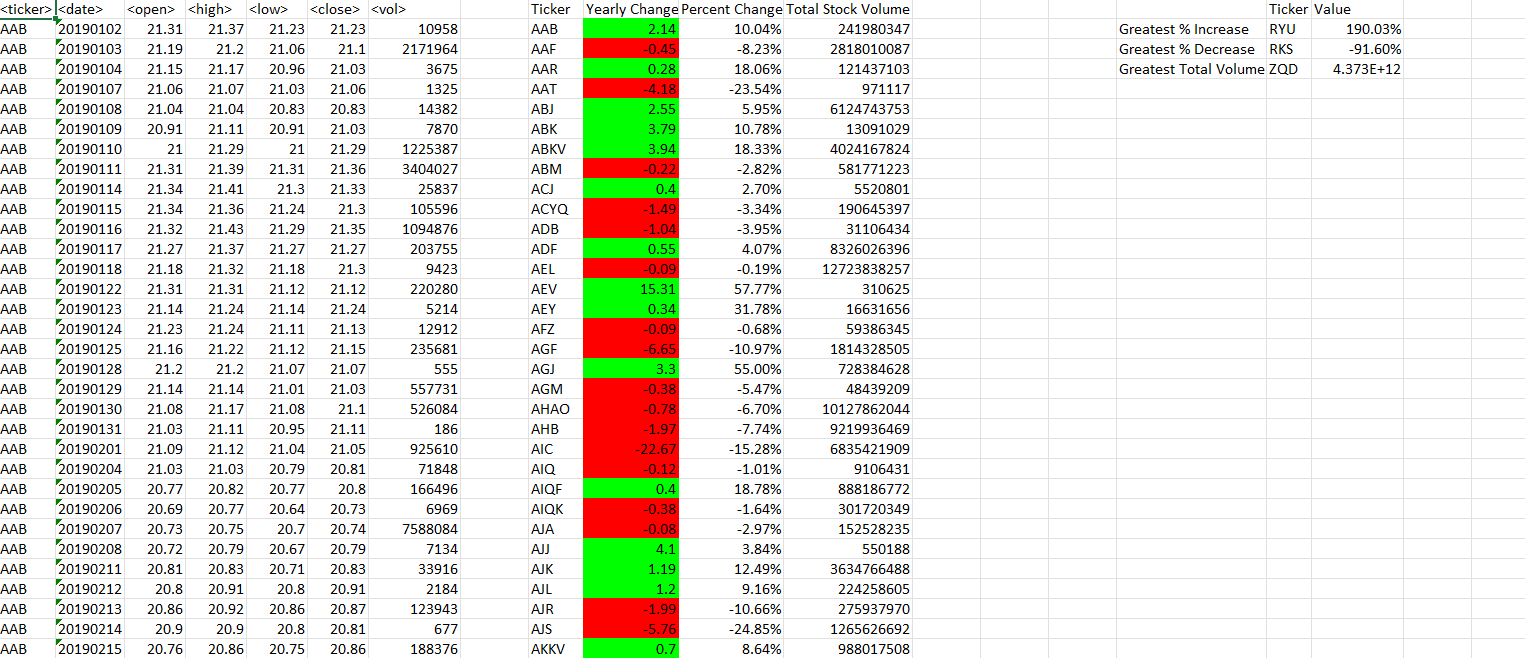 <ticker> <date> <open> <high> <low> <close> <vol> Ticker Yearly Change Percent Change Total Stock Volume Ticker Value
AAB 20190102 21.31 21.37 21.23 21.23 10958 AAB 2.14 10.04% 241980347 Greatest % Increase RYU 190.03%
AAB 20190103 21.19 21.2 21.06 21.1 2171964 AAF -0.45 -8.23% 2818010087 Greatest % Decrease RKS -91.60%
AAB 20190104 21.15 21.17 20.96 21.03 3675 AAR 0.28 18.06% 121437103 Greatest Total Volume ZQD 4.373E+12
AAB 20190107 21.06 21.07 21.03 21.06 1325 AAT -4.18 -23.54% 971117
AAB 20190108 21.04 21.04 20.83 20.83 14382 ABJ 2.55 5.95% 6124743753
AAB 20190109 20.91 21.11 20.91 21.03 7870 ABK 3.79 10.78% 13091029
AAB 20190110 21 21.29 21 21.29 1225387 ABKV 3.94 18.33% 4024167824
AAB 20190111 21.31 21.39 21.31 21.36 3404027 ABM -0.22 -2.82% 581771223
AAB 20190114 21.34 21.41 21.3 21.33 25837 ACJ 0.4 2.70% 5520801
AAB 20190115 21.34 21.36 21.24 21.3 105596 ACYQ -1.49 -3.34% 190645397
AAB 20190116 21.32 21.43 21.29 21.35 1094876 ADB -1.04 -3.95% 31106434
AAB 20190117 21.27 21.37 21.27 21.27 203755 ADF 0.55 4.07% 8326026396
AAB 20190118 21.18 21.32 21.18 21.3 9423 AEL -0.09 -0.19% 12723838257
AAB 20190122 21.31 21.31 21.12 21.12 220280 AEV 15.31 57.77% 310625
AAB 20190123 21.14 21.24 21.14 21.24 5214 AEY 0.34 31.78% 16631656
AAB 20190124 21.23 21.24 21.11 21.13 12912 AFZ -0.09 -0.68% 59386345
AAB 20190125 21.16 21.22 21.12 21.15 235681 AGF -6.65 -10.97% 1814328505
AAB 20190128 21.2 21.2 21.07 21.07 555 AGJ 3.3 55.00% 728384628
AAB 20190129 21.14 21.14 21.01 21.03 557731 AGM -0.38 -5.47% 48439209
AAB 20190130 21.08 21.17 21.08 21.1 526084 AHAO -0.78 -6.70% 10127862044
AAB 20190131 21.03 21.11 20.95 21.11 186 AHB -1.97 -7.74% 9219936469
AAB 20190201 21.09 21.12 21.04 21.05 925610 AIC -22.67 -15.28% 6835421909
AAB 20190204 21.03 21.03 20.79 20.81 71848 AIQ -0.12 -1.01% 9106431
AAB 20190205 20.77 20.82 20.77 20.8 166496 AIQF 0.4 18.78% 888186772
AAB 20190206 20.69 20.77 20.64 20.73 6969 AIQK -0.38 -1.64% 301720349
AAB 20190207 20.73 20.75 20.7 20.74 7588084 AJA -0.08 -2.97% 152528235
AAB 20190208 20.72 20.79 20.67 20.79 7134 AJJ 4.1 3.84% 550188
AAB 20190211 20.81 20.83 20.71 20.83 33916 AJK 1.19 12.49% 3634766488
AAB 20190212 20.8 20.91 20.8 20.91 2184 AJL 1.2 9.16% 224258605
AAB 20190213 20.86 20.92 20.86 20.87 123943 AJR -1.99 -10.66% 275937970
AAB 20190214 20.9 20.9 20.8 20.81 677 AJS -5.76 -24.85% 1265626692
AAB 20190215 20.76 20.86 20.75 20.86 188376 AKKV 0.7 8.64% 988017508